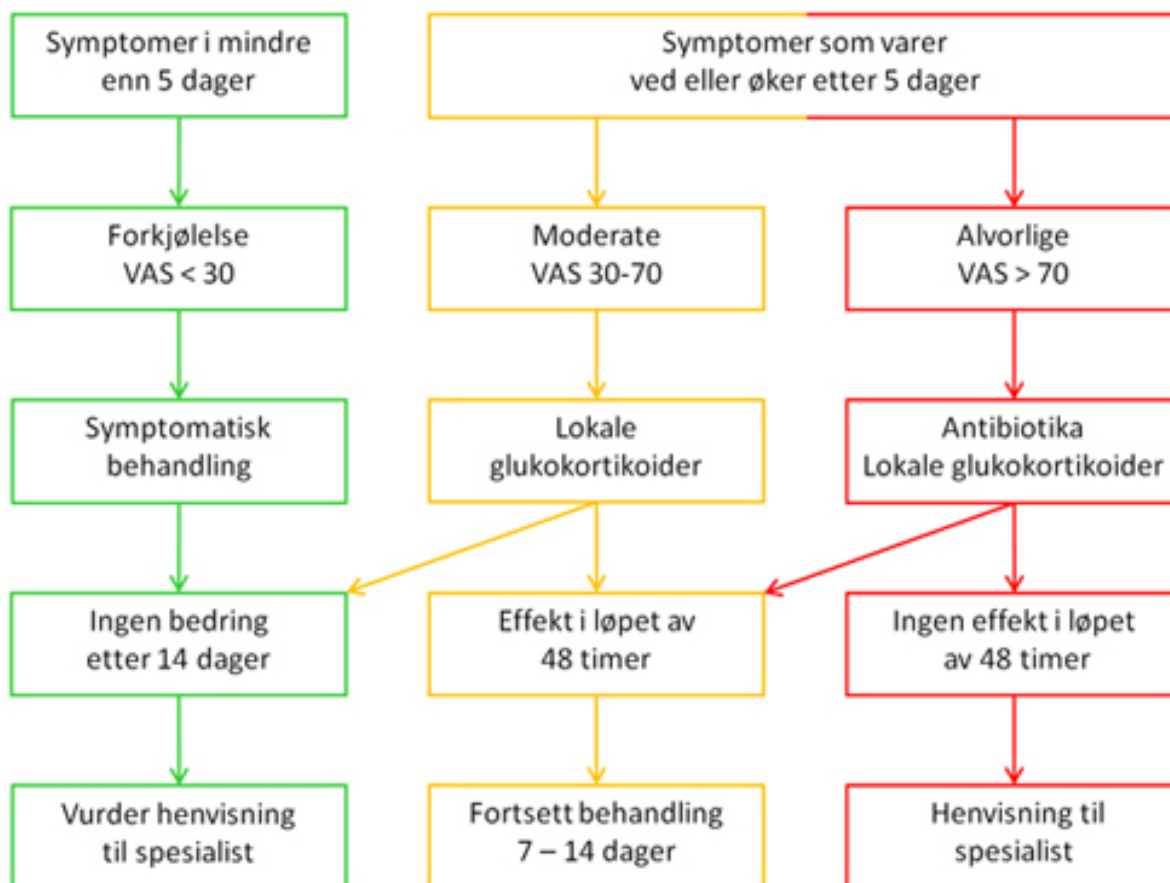 Symptomer i mindre
enn 5 dager
Symptomer som varer
ved eller øker etter 5 dager
Forkjølelse
VAS < 30
Moderate
VAS 30-70
Alvorlige
VAS > 70
Symptomatisk
behandling
Lokale
glukokortikoider
Antibiotika
Lokale glukokortikoider
Ingen bedring
etter 14 dager
Effekt i løpet av
48 timer
Ingen effekt i løpet
av 48 timer
Vurder henvisning
til spesialist
Fortsett behandling
7 – 14 dager
Henvisning til
spesialist